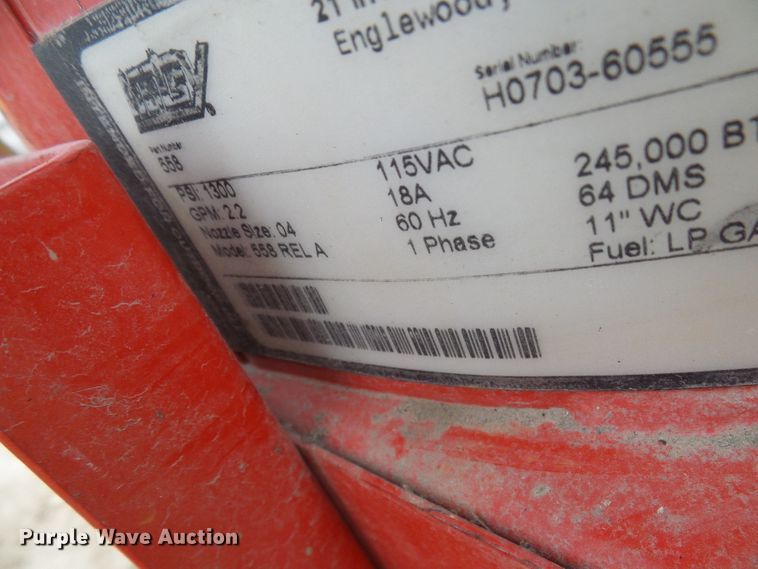 Englewood,
Serial Number:
H0703-60555
HOTSY
Part Number
558
PSI: 1300
GPM: 2.2
Nozzle Size: 04
Model: 558 REL A
115VAC
18A
60 Hz
1 Phase
245,000 BT
64 DMS
11" WC
Fuel: LP GA
Purple Wave Auction